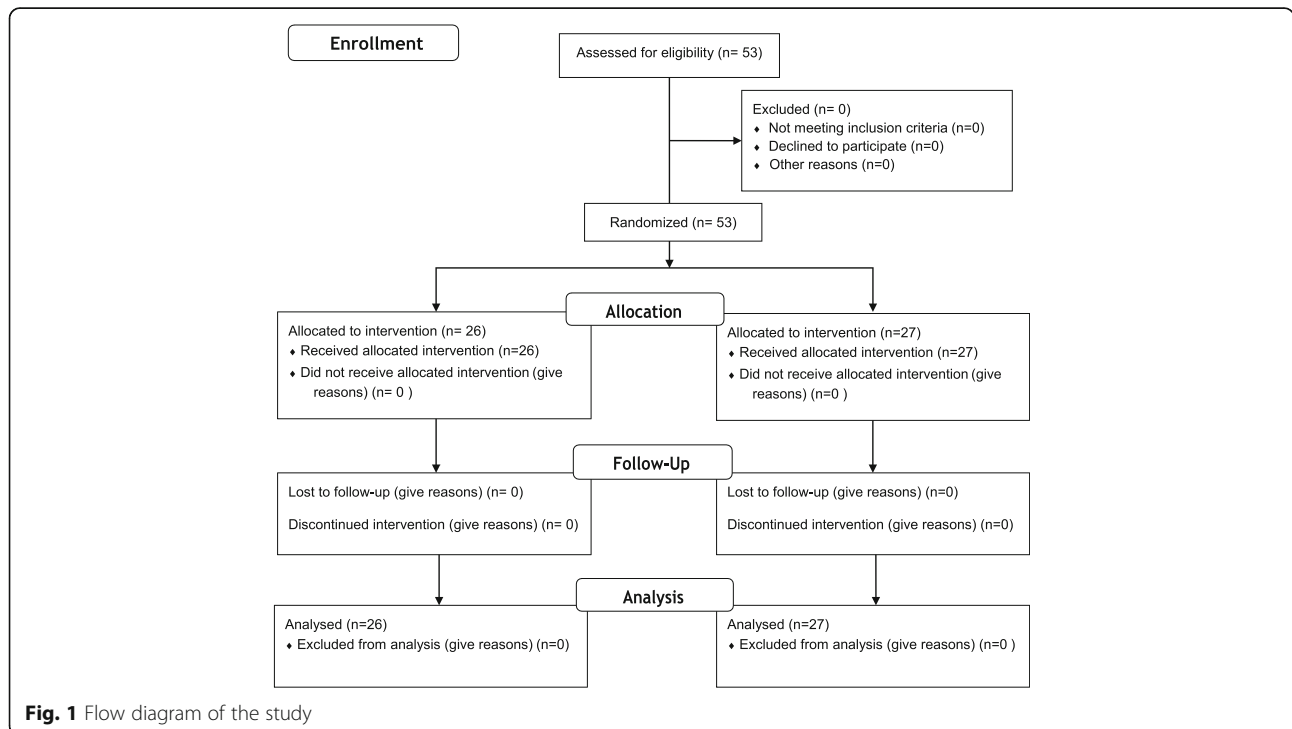 Enrollment
Assessed for eligibility (n= 53)
Excluded (n= 0)
♦ Not meeting inclusion criteria (n=0)
♦ Declined to participate (n=0)
♦ Other reasons (n=0)
Randomized (n= 53)
Allocation
Allocated to intervention (n= 26)
♦ Received allocated intervention (n=26)
♦ Did not receive allocated intervention (give
reasons) (n= 0 )
Allocated to intervention (n=27)
♦ Received allocated intervention (n=27)
♦ Did not receive allocated intervention (give
reasons) (n=0 )
Follow-Up
Lost to follow-up (give reasons) (n= 0)
Discontinued intervention (give reasons) (n= 0)
Lost to follow-up (give reasons) (n=0)
Discontinued intervention (give reasons) (n=0)
Analysis
Analysed (n=26)
♦ Excluded from analysis (give reasons) (n=0)
Analysed (n=27)
♦ Excluded from analysis (give reasons) (n=0 )
Fig. 1 Flow diagram of the study